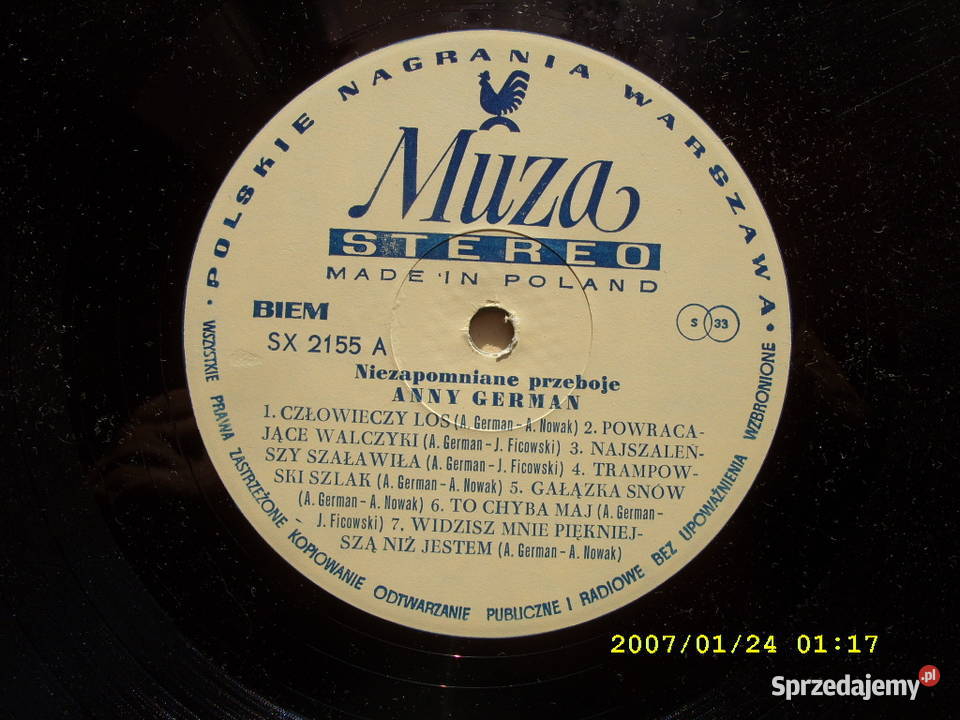 · POLSKIE NAGRANIA WARSZAWA ·
Muza
STEREO
MADE IN POLAND
BIEM
SX 2155 A
S 33
Niezapomniane przeboje
ANNY GERMAN
1. CZŁOWIECZY LOS (A. German – A. Nowak) 2. POWRACA-
JĄCE WALCZYKI (A. German – J. Ficowski) 3. NAJSZALEŃ-
SZY SZAŁAWIŁA (A. German – J. Ficowski) 4. TRAMPOW-
SKI SZLAK (A. German – A. Nowak) 5. GAŁĄZKA SNÓW
(A. German – A. Nowak) 6. TO CHYBA MAJ (A. German –
J. Ficowski) 7. WIDZISZ MNIE PIĘKNIEJ-
SZĄ NIŻ JESTEM (A. German – A. Nowak)
WSZYSTKIE PRAWA ZASTRZEŻONE KOPIOWANIE ODTWARZANIE PUBLICZNE I RADIOWE BEZ UPOWAŻNIENIA WZBRONIONE
2007/01/24 01:17
Sprzedajemy.pl